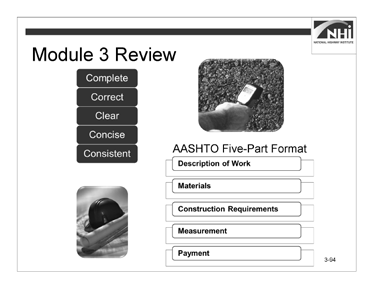 NHI
NATIONAL HIGHWAY INSTITUTE
Module 3 Review
Complete
Correct
Clear
Concise
Consistent
AASHTO Five-Part Format
Description of Work
Materials
Construction Requirements
Measurement
Payment
3-04